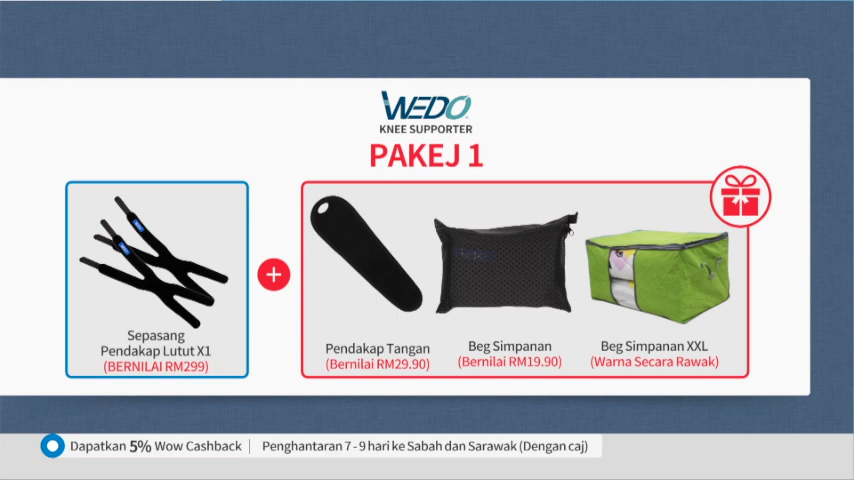 WEDO
KNEE SUPPORTER
PAKEJ 1
Sepasang
Pendakap Lutut X1
(BERNILAI RM299)
Pendakap Tangan
(Bernilai RM29.90)
Beg Simpanan
(Bernilai RM19.90)
Beg Simpanan XXL
(Warna Secara Rawak)
Dapatkan 5% Wow Cashback | Penghantaran 7 - 9 hari ke Sabah dan Sarawak (Dengan caj)